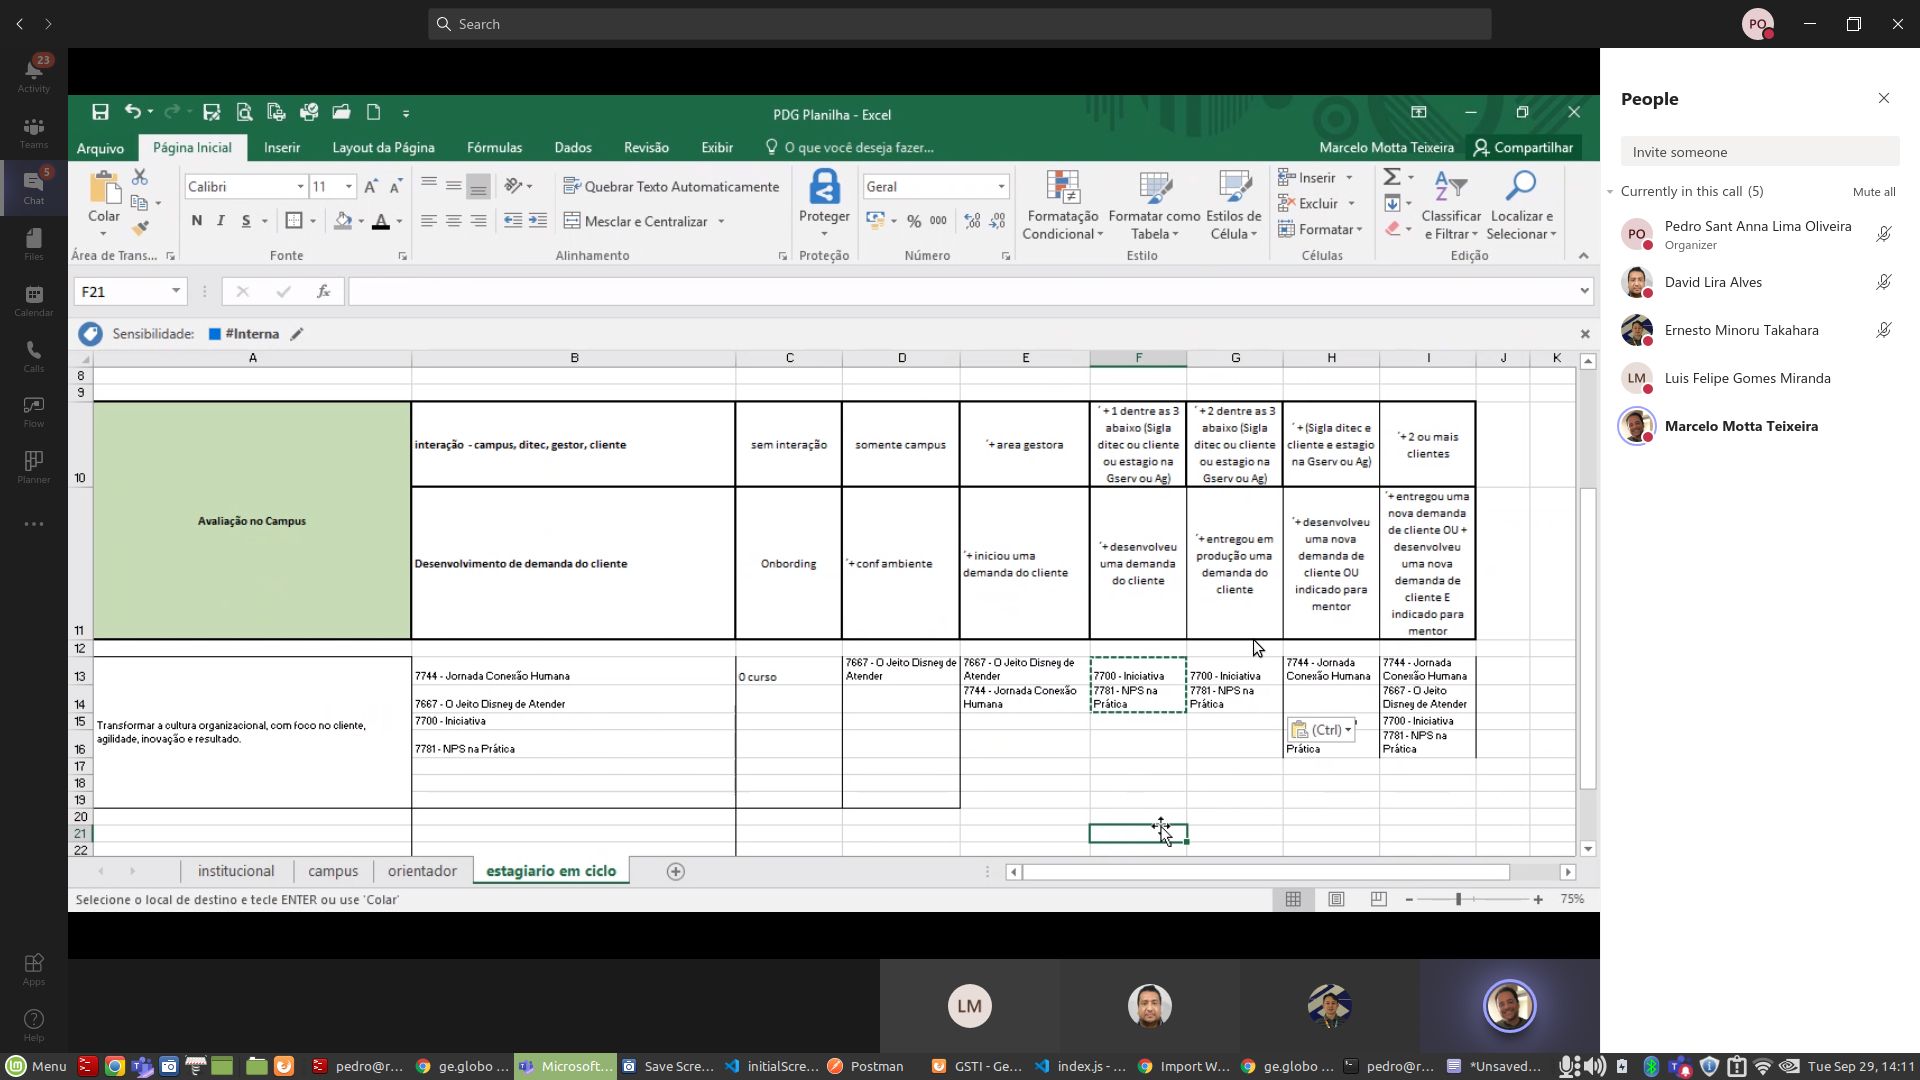 Search
PO
23
Activity
Teams
5
Chat
Files
Calendar
Calls
Flow
Planner
Apps
Help
PDG Planilha - Excel
Arquivo
Página Inicial
Inserir
Layout da Página
Fórmulas
Dados
Revisão
Exibir
O que você deseja fazer...
Marcelo Motta Teixeira
Compartilhar
Colar
Área de Trans...
Calibri
11
N I S
Fonte
Quebrar Texto Automaticamente
Mesclar e Centralizar
Alinhamento
Proteger
Proteção
Geral
% 000
Número
Formatação Condicional
Formatar como Tabela
Estilos de Célula
Estilo
Inserir
Excluir
Formatar
Células
Classificar e Filtrar
Localizar e Selecionar
Edição
F21
fx
Sensibilidade:
#Interna
A B C D E F G H I J K
8
9
10
Avaliação no Campus
interação - campus, ditec, gestor, cliente
sem interação
somente campus
´+ area gestora
´+ 1 dentre as 3 abaixo (Sigla ditec ou cliente ou estagio na Gserv ou Ag)
´+ 2 dentre as 3 abaixo (Sigla ditec ou cliente ou estagio na Gserv ou Ag)
´+ (Sigla ditec e cliente e estagio na Gserv ou Ag)
´+ 2 ou mais clientes
11
Desenvolvimento de demanda do cliente
Onbording
´+ conf ambiente
´+ iniciou uma demanda do cliente
´+ desenvolveu uma demanda do cliente
´+ entregou em produção uma demanda do cliente
´+ desenvolveu uma nova demanda de cliente OU indicado para mentor
´+ entregou uma nova demanda de cliente OU + desenvolveu uma nova demanda de cliente E indicado para mentor
12
13
Transformar a cultura organizacional, com foco no cliente, agilidade, inovação e resultado.
7744 - Jornada Conexão Humana
0 curso
7667 - O Jeito Disney de Atender
7667 - O Jeito Disney de Atender
7700 - Iniciativa
7700 - Iniciativa
7744 - Jornada Conexão Humana
7744 - Jornada Conexão Humana
14
7667 - O Jeito Disney de Atender
7744 - Jornada Conexão Humana
7781 - NPS na Prática
7781 - NPS na Prática
7667 - O Jeito Disney de Atender
15
7700 - Iniciativa
7700 - Iniciativa
16
7781 - NPS na Prática
(Ctrl)
Prática
7781 - NPS na Prática
17
18
19
20
21
22
institucional
campus
orientador
estagiario em ciclo
Selecione o local de destino e tecle ENTER ou use 'Colar'
75%
People
Invite someone
Currently in this call (5)
Mute all
PO
Pedro Sant Anna Lima Oliveira
Organizer
David Lira Alves
Ernesto Minoru Takahara
LM
Luis Felipe Gomes Miranda
Marcelo Motta Teixeira
LM
Menu
pedro@r...
ge.globo ...
Microsoft...
Save Scre...
initialScre...
Postman
GSTI - Ge...
index.js - ...
Import W...
ge.globo ...
pedro@r...
*Unsaved...
Tue Sep 29, 14:11